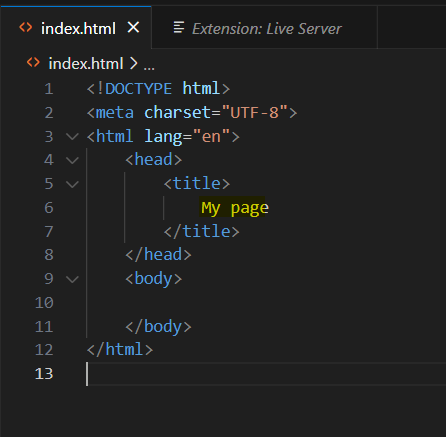 index.html
Extension: Live Server
index.html > ...
1 <!DOCTYPE html>
2 <meta charset="UTF-8">
3 <html lang="en">
4 <head>
5 <title>
6 My page
7 </title>
8 </head>
9 <body>
10
11 </body>
12 </html>
13